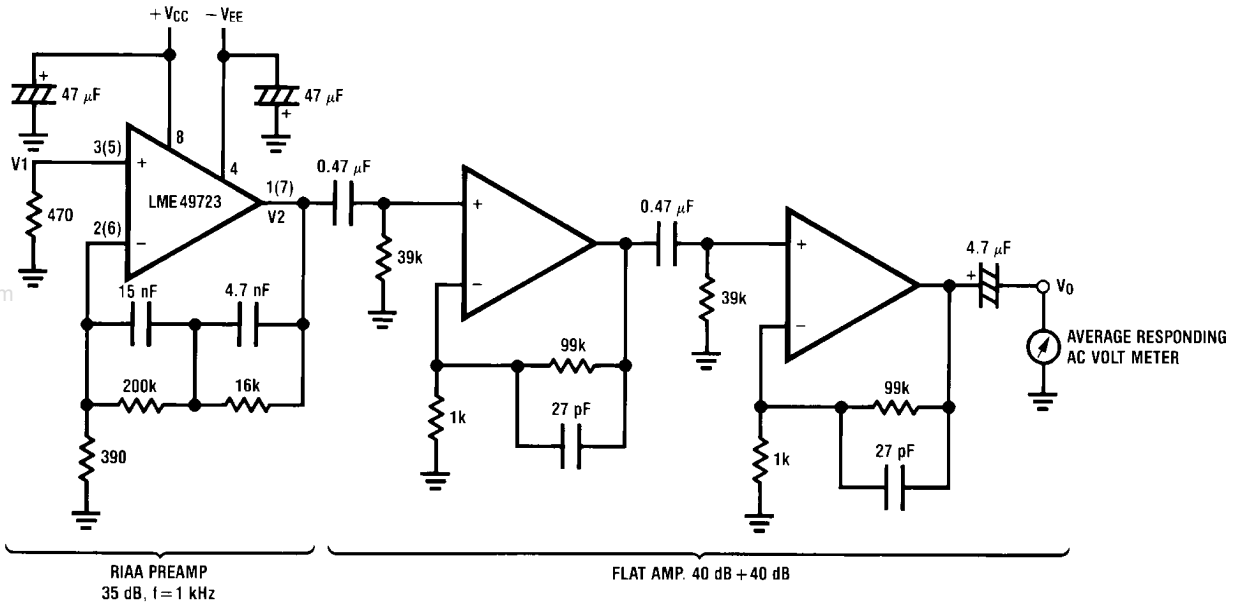 + VCC
− VEE
47 µF
47 µF
8
3(5)
V1
4
0.47 µF
LME49723
1(7)
V2
470
2(6)
0.47 µF
39k
4.7 µF
VO
15 nF
4.7 nF
39k
AVERAGE RESPONDING
AC VOLT METER
99k
200k
16k
1k
27 pF
99k
390
1k
27 pF
RIAA PREAMP
35 dB, f = 1 kHz
FLAT AMP. 40 dB + 40 dB
m